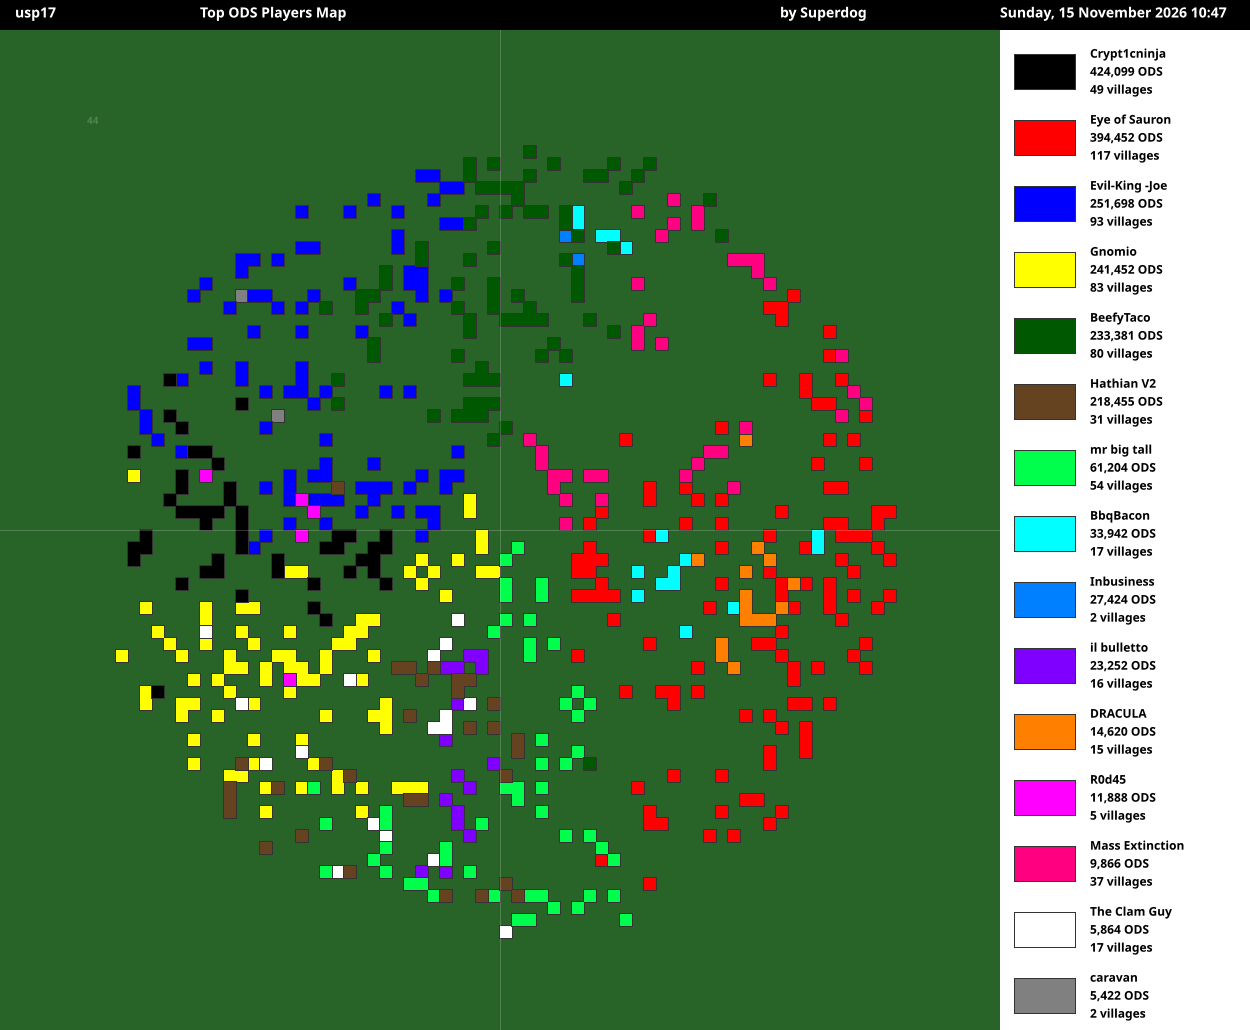 usp17 Top ODS Players Map by Superdog Sunday, 15 November 2026 10:47
44
Crypt1cninja
424,099 ODS
49 villages
Eye of Sauron
394,452 ODS
117 villages
Evil-King -Joe
251,698 ODS
93 villages
Gnomio
241,452 ODS
83 villages
BeefyTaco
233,381 ODS
80 villages
Hathian V2
218,455 ODS
31 villages
mr big tall
61,204 ODS
54 villages
BbqBacon
33,942 ODS
17 villages
Inbusiness
27,424 ODS
2 villages
il bulletto
23,252 ODS
16 villages
DRACULA
14,620 ODS
15 villages
R0d45
11,888 ODS
5 villages
Mass Extinction
9,866 ODS
37 villages
The Clam Guy
5,864 ODS
17 villages
caravan
5,422 ODS
2 villages